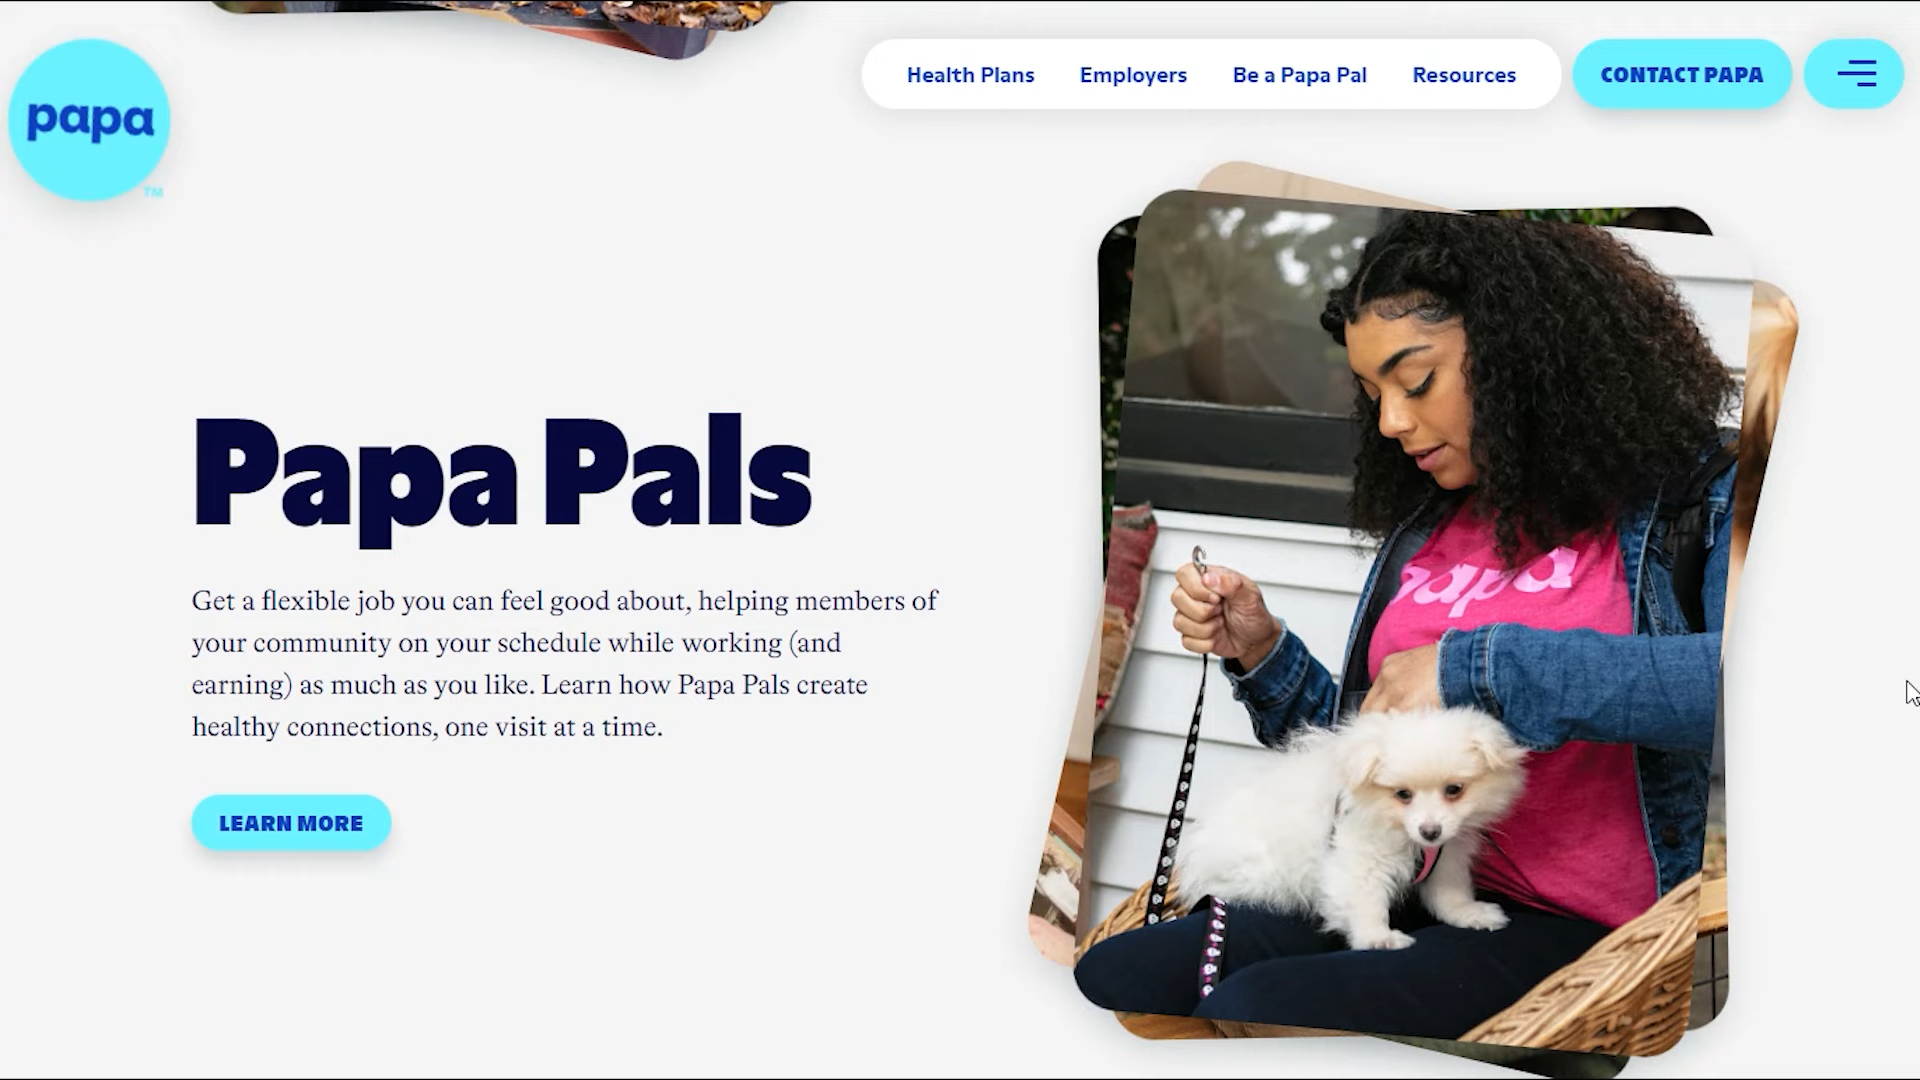 papa
TM
Health Plans
Employers
Be a Papa Pal
Resources
CONTACT PAPA
Papa Pals
Get a flexible job you can feel good about, helping members of
your community on your schedule while working (and
earning) as much as you like. Learn how Papa Pals create
healthy connections, one visit at a time.
LEARN MORE
papa